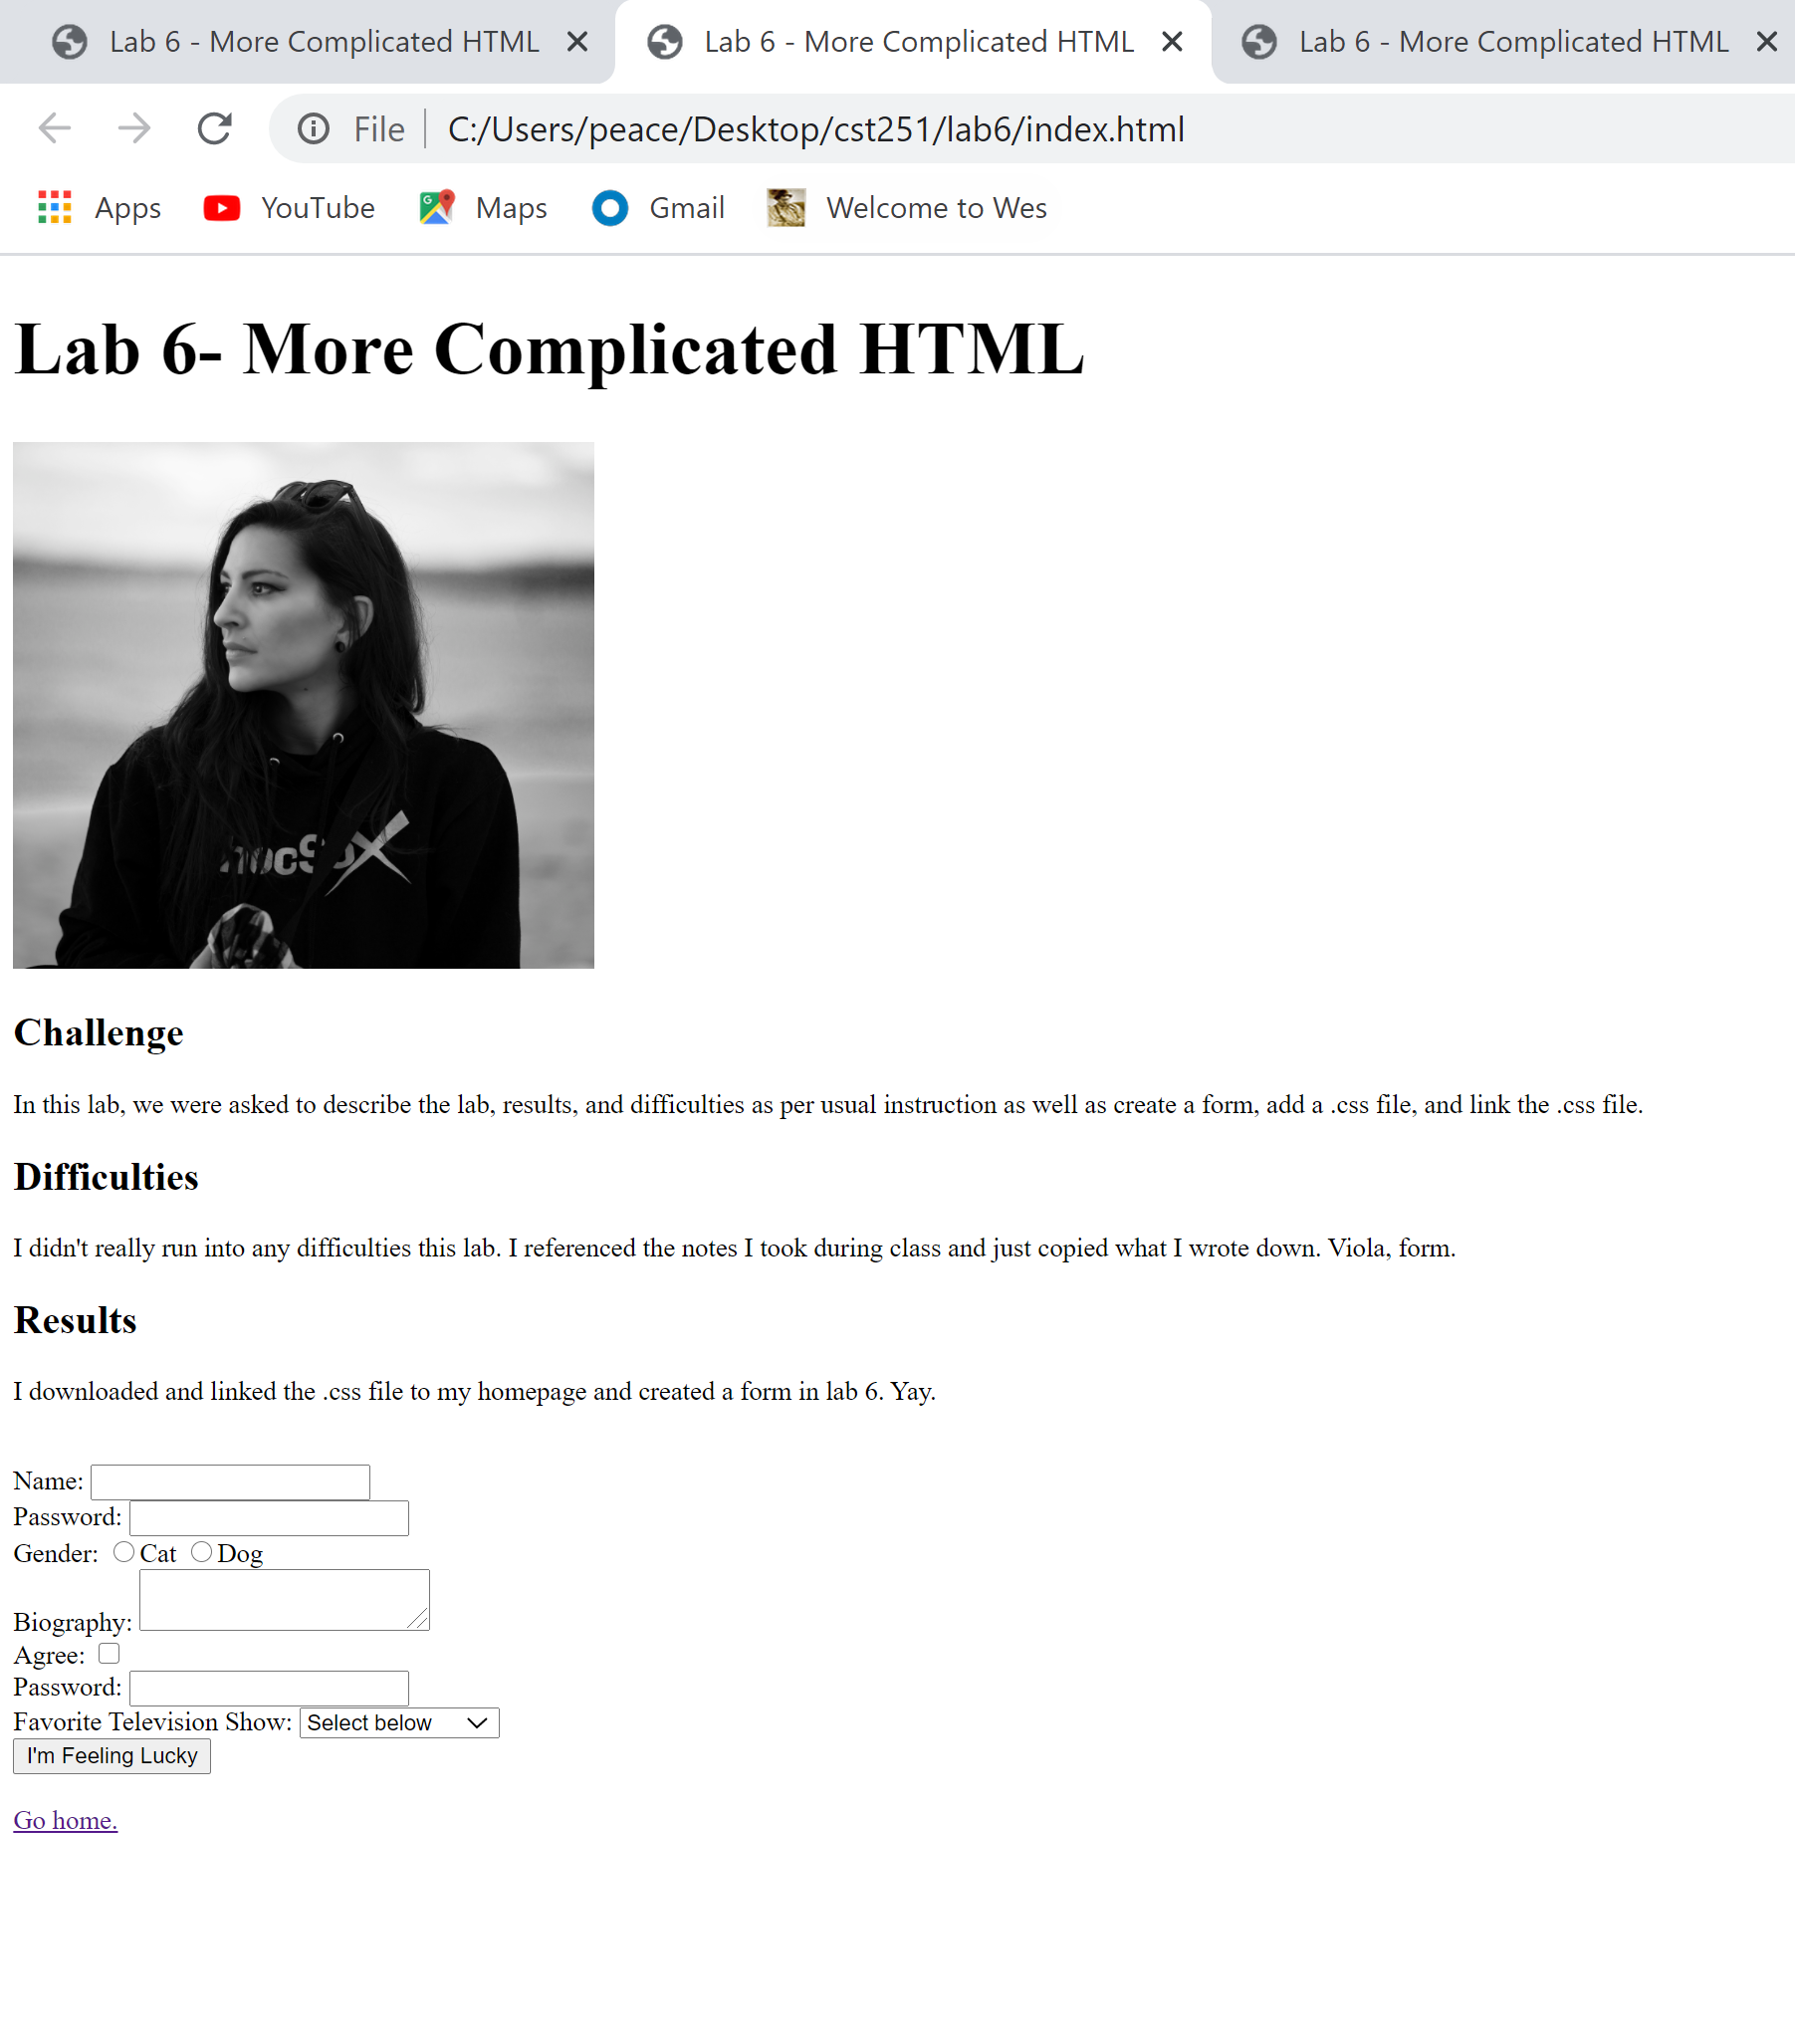 Lab 6 - More Complicated HTML
Lab 6 - More Complicated HTML
Lab 6 - More Complicated HTML
File C:/Users/peace/Desktop/cst251/lab6/index.html
Apps YouTube Maps Gmail Welcome to Wes
Lab 6- More Complicated HTML
Challenge
In this lab, we were asked to describe the lab, results, and difficulties as per usual instruction as well as create a form, add a .css file, and link the .css file.
Difficulties
I didn't really run into any difficulties this lab. I referenced the notes I took during class and just copied what I wrote down. Viola, form.
Results
I downloaded and linked the .css file to my homepage and created a form in lab 6. Yay.
Name:
Password:
Gender: Cat Dog
Biography:
Agree:
Password:
Favorite Television Show: Select below
I'm Feeling Lucky
Go home.